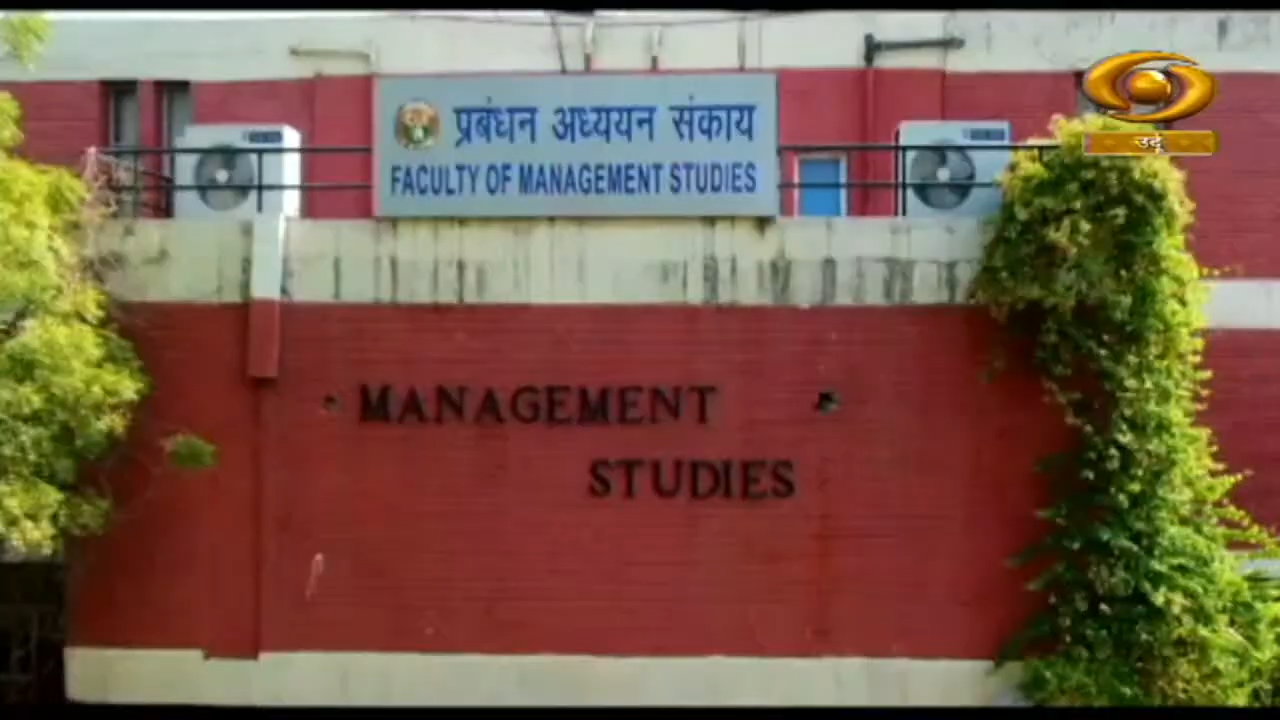 प्रबंधन अध्ययन संकाय
FACULTY OF MANAGEMENT STUDIES
उर्दू
MANAGEMENT
STUDIES